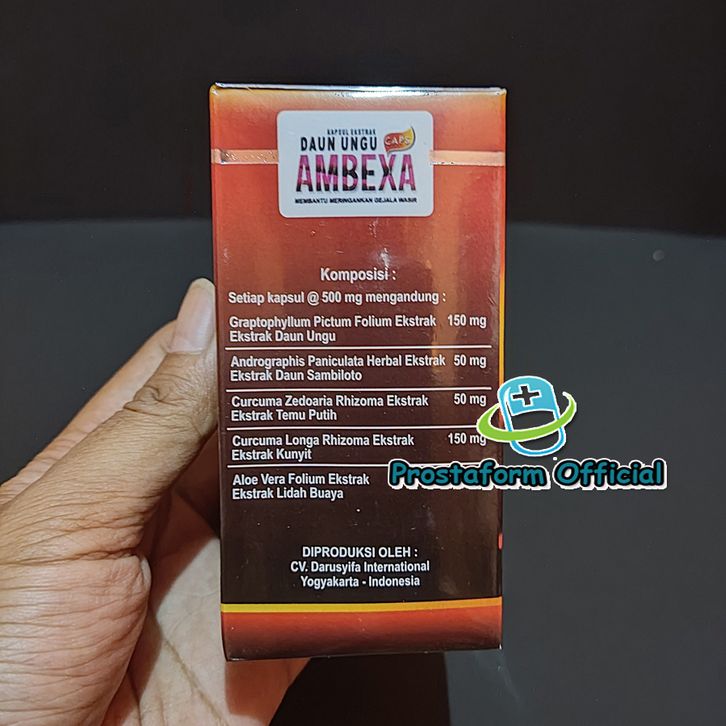 KAPSUL EKSTRAK
DAUN UNGU CAPS
AMBEXA
MEMBANTU MERINGANKAN GEJALA WASIR
Komposisi :
Setiap kapsul @ 500 mg mengandung :
Graptophyllum Pictum Folium Ekstrak 150 mg
Ekstrak Daun Ungu
Andrographis Paniculata Herbal Ekstrak 50 mg
Ekstrak Daun Sambiloto
Curcuma Zedoaria Rhizoma Ekstrak 50 mg
Ekstrak Temu Putih
Curcuma Longa Rhizoma Ekstrak 150 mg
Ekstrak Kunyit
Aloe Vera Folium Ekstrak
Ekstrak Lidah Buaya
Prostaform Official
DIPRODUKSI OLEH :
CV. Darusyifa International
Yogyakarta - Indonesia